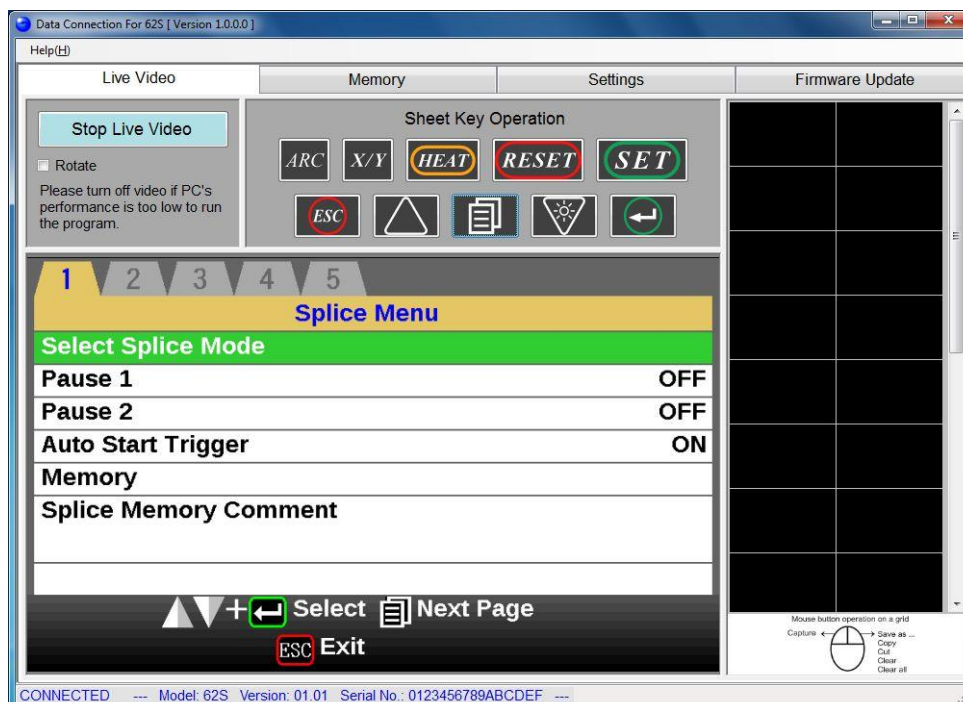 Data Connection For 62S [ Version 1.0.0.0 ]
Help(H)
Live Video
Memory
Settings
Firmware Update
Stop Live Video
Rotate
Please turn off video if PC's
performance is too low to run
the program.
Sheet Key Operation
ARC
X/Y
HEAT
RESET
SET
ESC
1 2 3 4 5
Splice Menu
Select Splice Mode
Pause 1 OFF
Pause 2 OFF
Auto Start Trigger ON
Memory
Splice Memory Comment
+ Select Next Page
ESC Exit
Mouse button operation on a grid
Capture
Save as ...
Copy
Cut
Clear
Clear all
CONNECTED --- Model: 62S Version: 01.01 Serial No.: 0123456789ABCDEF ---